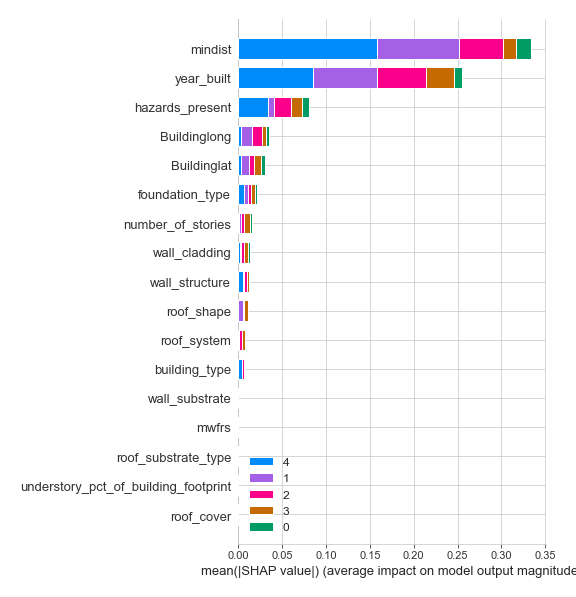 mindist
year_built
hazards_present
Buildinglong
Buildinglat
foundation_type
number_of_stories
wall_cladding
wall_structure
roof_shape
roof_system
building_type
wall_substrate
mwfrs
roof_substrate_type
understory_pct_of_building_footprint
roof_cover
4
1
2
3
0
0.00 0.05 0.10 0.15 0.20 0.25 0.30 0.35
mean(|SHAP value|) (average impact on model output magnitude